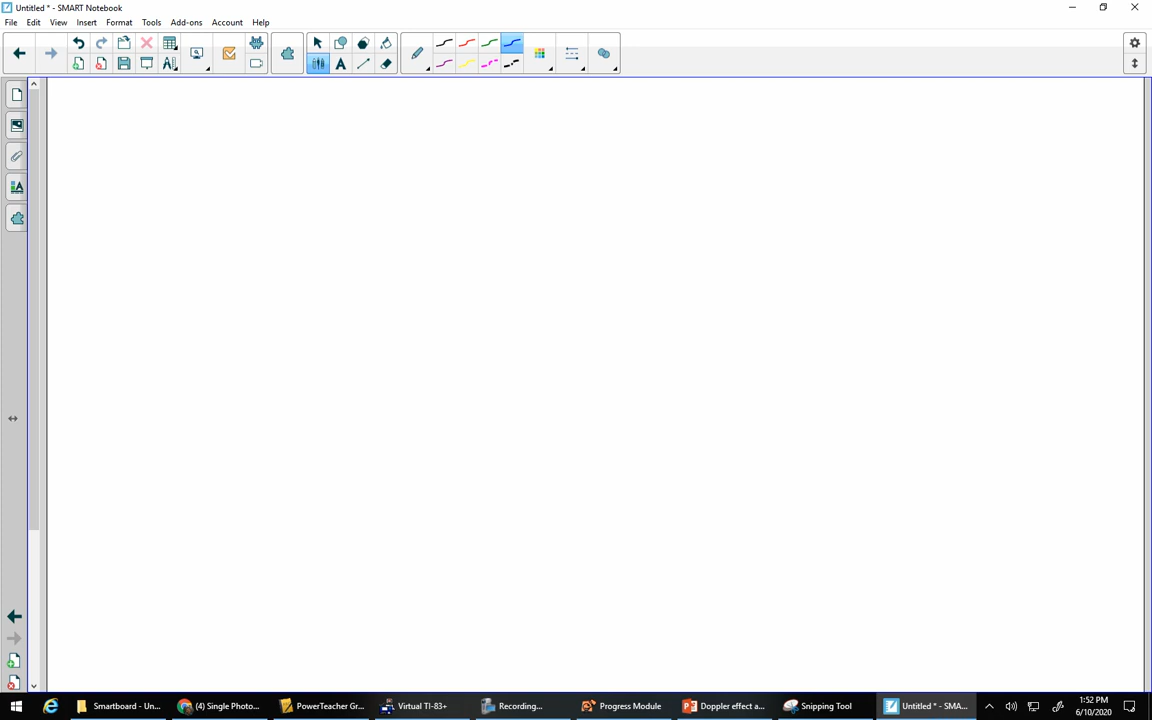 Untitled * - SMART Notebook
File Edit View Insert Format Tools Add-ons Account Help
Smartboard - Un...
(4) Single Photo...
PowerTeacher Gr...
Virtual TI-83+
Recording...
Progress Module
Doppler effect a...
Snipping Tool
Untitled * - SMA...
1:52 PM
6/10/2020